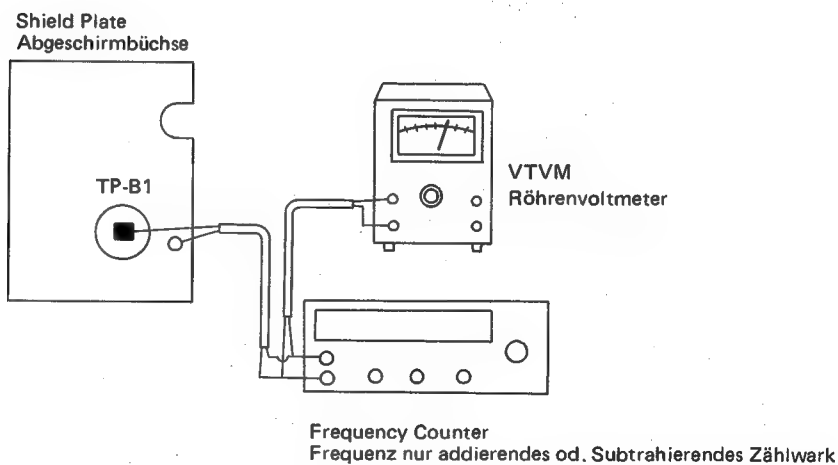 Shield Plate
Abgeschirmbüchse
TP-B1
VTVM
Röhrenvoltmeter
Frequency Counter
Frequenz nur addierendes od. Subtrahierendes Zählwark